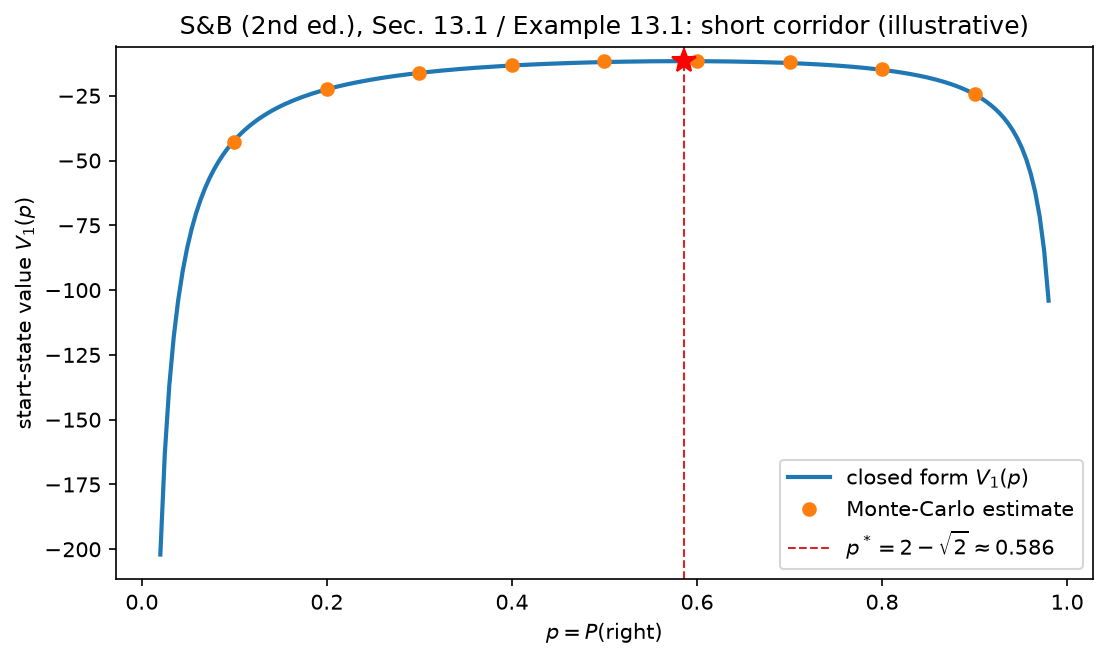 S&B (2nd ed.), Sec. 13.1 / Example 13.1: short corridor (illustrative)
start-state value V₁(p)
−25
−50
−75
−100
−125
−150
−175
−200
closed form V₁(p)
Monte-Carlo estimate
p* = 2 − √2 ≈ 0.586
0.0 0.2 0.4 0.6 0.8 1.0
p = P(right)